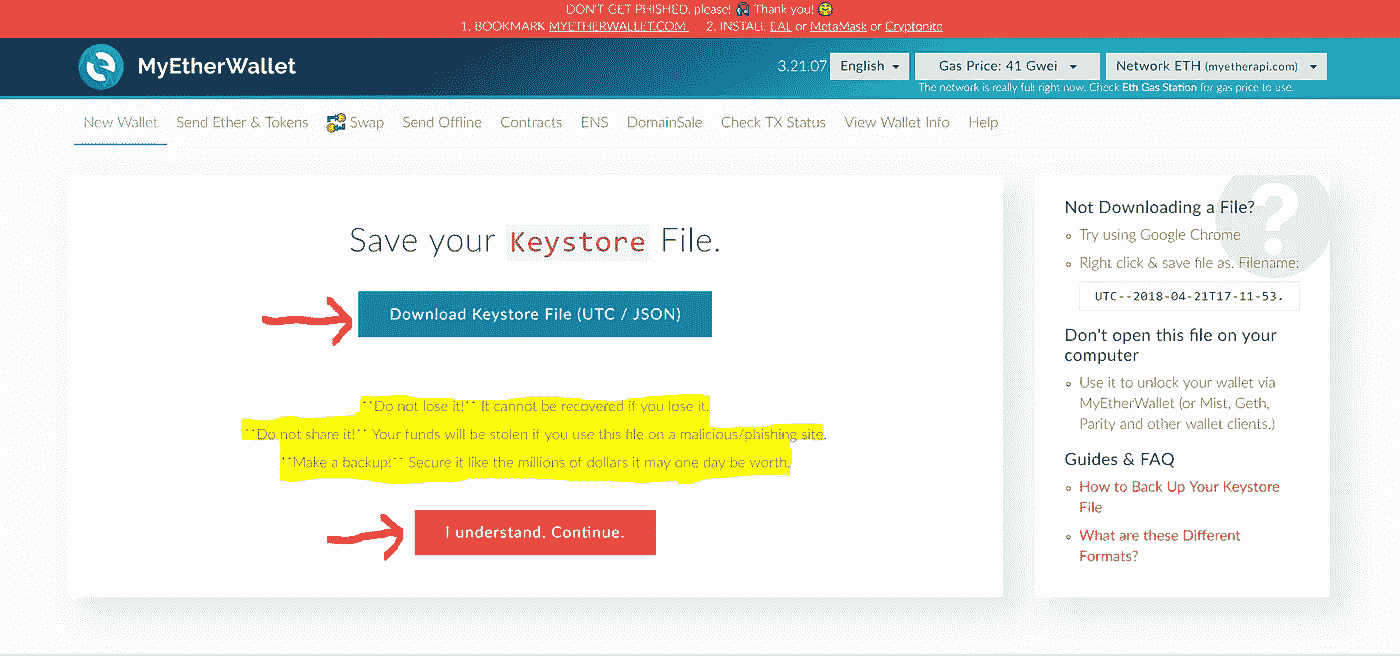 DON'T GET PHISHED, please! Thank you!
1. BOOKMARK MYETHERWALLET.COM 2. INSTALL EAL or MetaMask or Cryptonite
MyEtherWallet
3.21.07 English Gas Price: 41 Gwei Network ETH (myetherapi.com)
The network is really full right now. Check Eth Gas Station for gas price to use.
New Wallet Send Ether & Tokens Swap Send Offline Contracts ENS DomainSale Check TX Status View Wallet Info Help
Save your Keystore File.
Download Keystore File (UTC / JSON)
**Do not lose it!** It cannot be recovered if you lose it.
**Do not share it!** Your funds will be stolen if you use this file on a malicious/phishing site.
**Make a backup!** Secure it like the millions of dollars it may one day be worth.
I understand. Continue.
Not Downloading a File?
Try using Google Chrome
Right click & save file as. Filename:
UTC--2018-04-21T17-11-53.
Don't open this file on your
computer
Use it to unlock your wallet via
MyEtherWallet (or Mist, Geth,
Parity and other wallet clients.)
Guides & FAQ
How to Back Up Your Keystore
File
What are these Different
Formats?